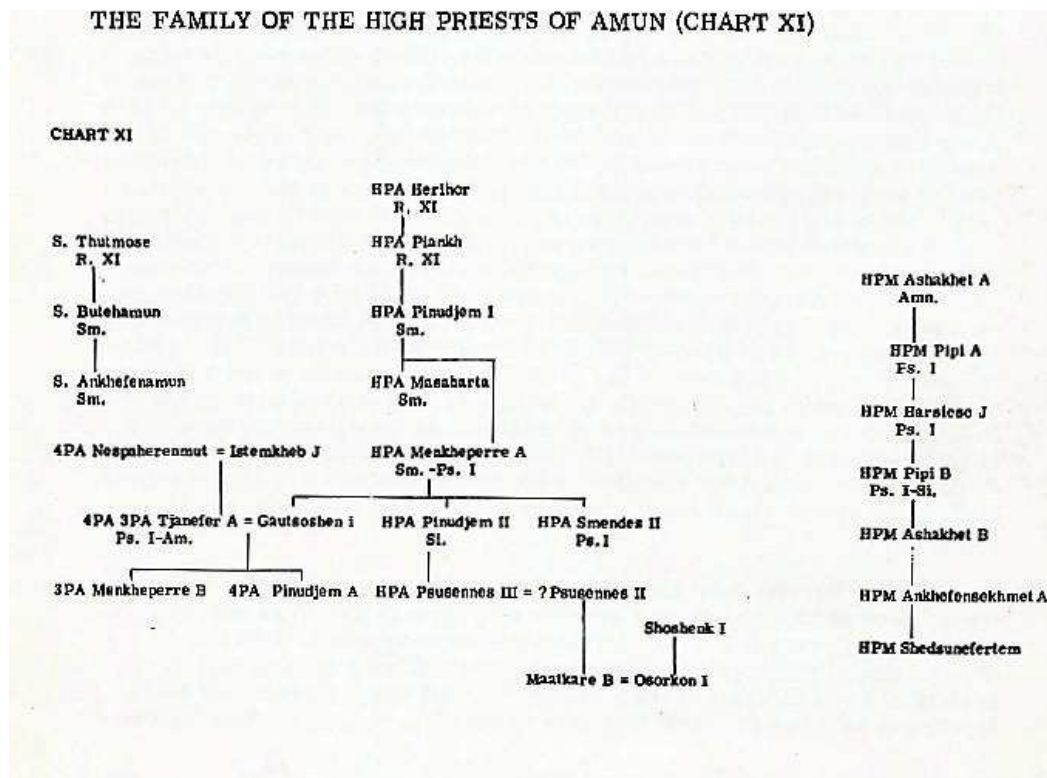 THE FAMILY OF THE HIGH PRIESTS OF AMUN (CHART XI)
CHART XI
HPA Herihor
R. XI
S. Thutmose
R. XI
HPA Piankh
R. XI
HPM Ashakhet A
Amn.
S. Butehamun
Sm.
HPA Pinudjem I
Sm.
HPM Pipi A
Ps. I
S. Ankhefenamun
Sm.
HPA Masaharta
Sm.
HPM Harsiese J
Ps. I
4PA Nespaherenmut = Istemkheb J
HPA Menkheperre A
Sm. -Ps. I
HPM Pipi B
Ps. I-Si.
4PA 3PA Tjanefer A = Gautsoshen i
Ps. I-Am.
HPA Pinudjem II
Si.
HPA Smendes II
Ps. I
HPM Ashakhet B
3PA Menkheperre B
4PA Pinudjem A
HPA Psusennes III = ? Psusennes II
HPM Ankhefensekhmet A
Shoshenk I
HPM Shedsunefertem
Maatkare B = Osorkon I